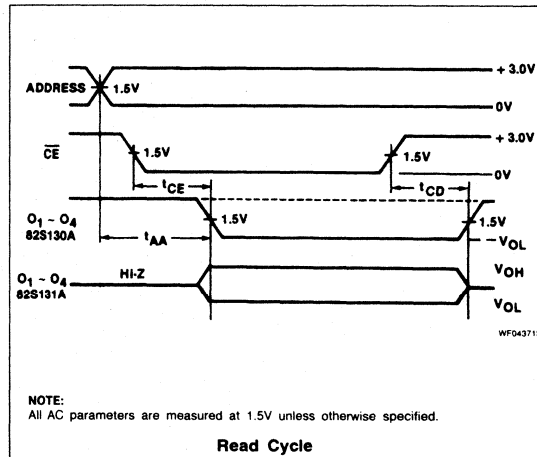 + 3.0V
ADDRESS
1.5V
0V
+ 3.0V
CE
1.5V
1.5V
0V
tCE
tCD
O1 ~ O4
82S130A
1.5V
1.5V
tAA
VOL
O1 ~ O4
82S131A
HI-Z
VOH
VOL
NOTE:
All AC parameters are measured at 1.5V unless otherwise specified.
Read Cycle